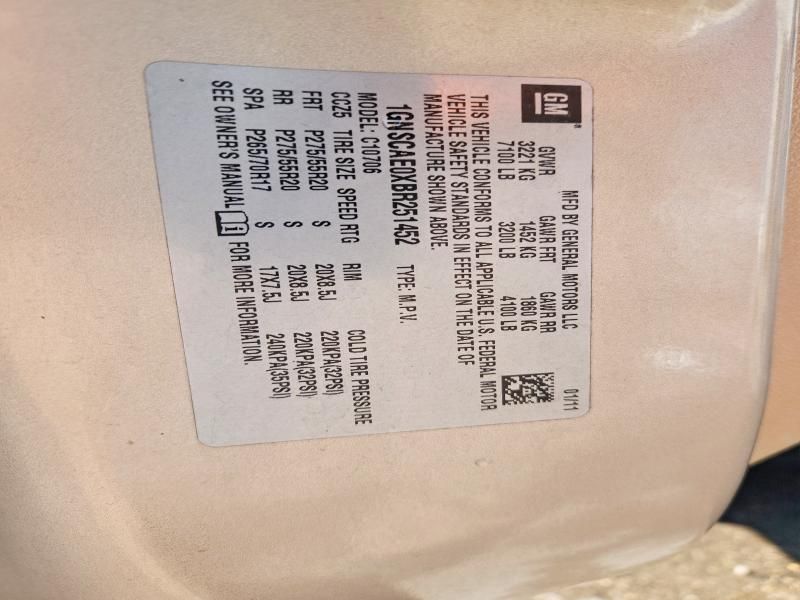 GM®
MFD BY GENERAL MOTORS LLC 01/11
GVWR GAWR FRT GAWR RR
3221 KG 1452 KG 1860 KG
7100 LB 3200 LB 4100 LB
THIS VEHICLE CONFORMS TO ALL APPLICABLE U.S. FEDERAL MOTOR
VEHICLE SAFETY STANDARDS IN EFFECT ON THE DATE OF
MANUFACTURE SHOWN ABOVE.
1GNSCAE0XBR251452 TYPE: M.P.V.
MODEL: C10706
CCZ5 TIRE SIZE SPEED RTG RIM COLD TIRE PRESSURE
FRT P275/55R20 S 20X8.5J 220KPA(32PSI)
RR P275/55R20 S 20X8.5J 220KPA(32PSI)
SPA P265/70R17 S 17X7.5J 240KPA(35PSI)
SEE OWNER'S MANUAL i FOR MORE INFORMATION.